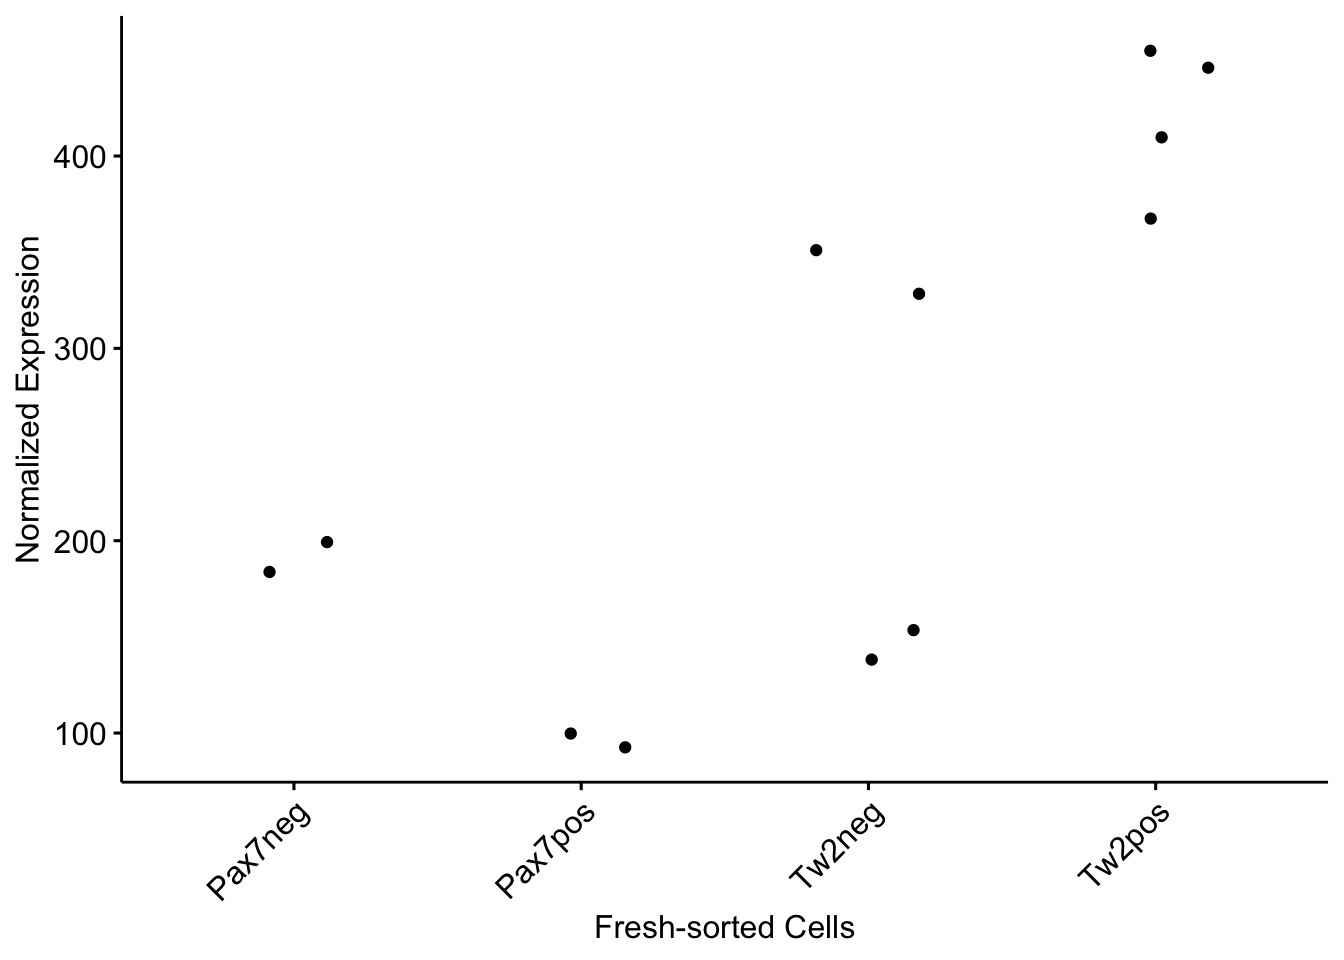 Normalized Expression
400
300
200
100
Pax7neg
Pax7pos
Tw2neg
Tw2pos
Fresh-sorted Cells